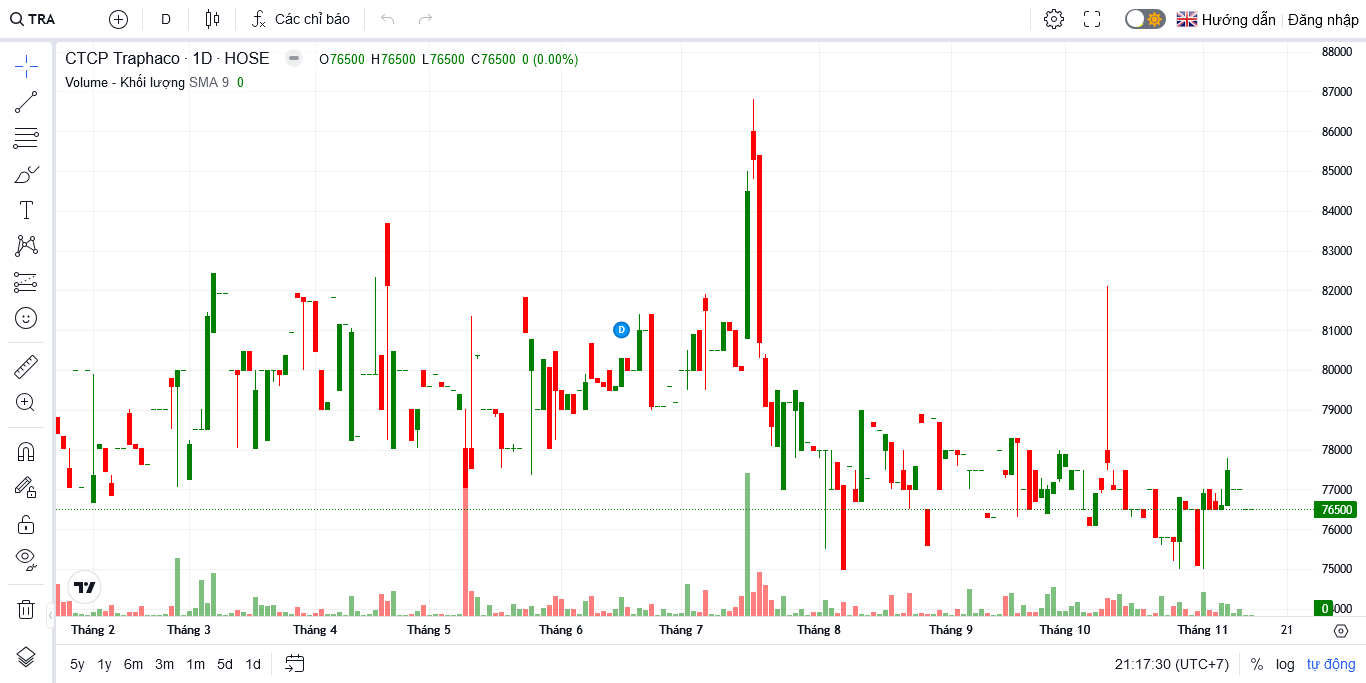 TRA D Các chỉ báo Hướng dẫn Đăng nhập
CTCP Traphaco · 1D · HOSE O76500 H76500 L76500 C76500 0 (0.00%)
Volume - Khối lượng SMA 9 0
88000
87000
86000
85000
84000
83000
82000
81000
80000
79000
78000
77000
76500
76000
75000
0
D
Tháng 2 Tháng 3 Tháng 4 Tháng 5 Tháng 6 Tháng 7 Tháng 8 Tháng 9 Tháng 10 Tháng 11 21
5y 1y 6m 3m 1m 5d 1d 21:17:30 (UTC+7) % log tự động